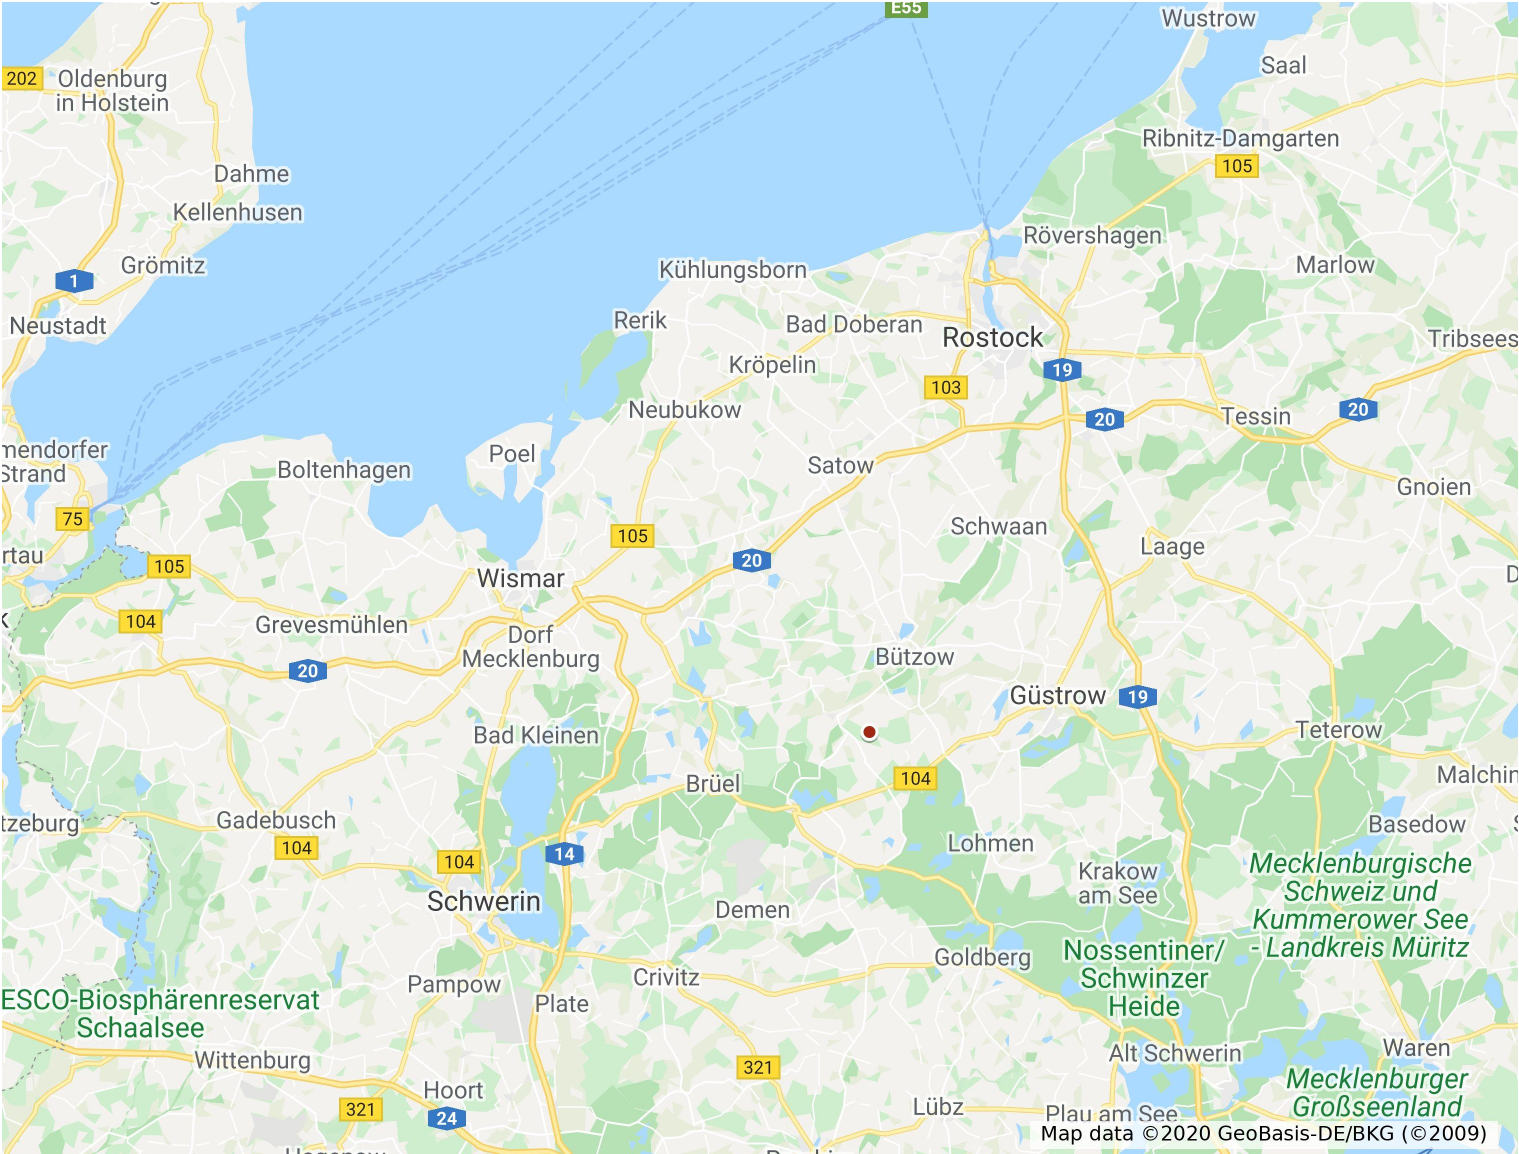 E55
Wustrow
202
Oldenburg
in Holstein
Saal
Ribnitz-Damgarten
105
Dahme
Kellenhusen
Rövershagen
Grömitz
Kühlungsborn
Marlow
1
Neustadt
Rerik
Bad Doberan
Rostock
Tribsees
Kröpelin
19
103
Neubukow
20
Tessin
20
mendorfer
Strand
Boltenhagen
Poel
Satow
Gnoien
75
Schwaan
105
Laage
rtau
105
20
Wismar
D
104
Grevesmühlen
k
Dorf
Mecklenburg
20
Bützow
Güstrow
19
Bad Kleinen
Teterow
Brüel
104
Malchin
tzeburg
Gadebusch
Basedow
S
104
104
14
Lohmen
Krakow
am See
Mecklenburgische
Schweiz und
Kummerower See
- Landkreis Müritz
Schwerin
Demen
Goldberg
Nossentiner/
Schwinzer
Heide
Pampow
Crivitz
Plate
ESCO-Biosphärenreservat
Schaalsee
Wittenburg
Alt Schwerin
Waren
321
Hoort
Mecklenburger
Großseenland
321
24
Lübz
Plau am See
Map data ©2020 GeoBasis-DE/BKG (©2009)